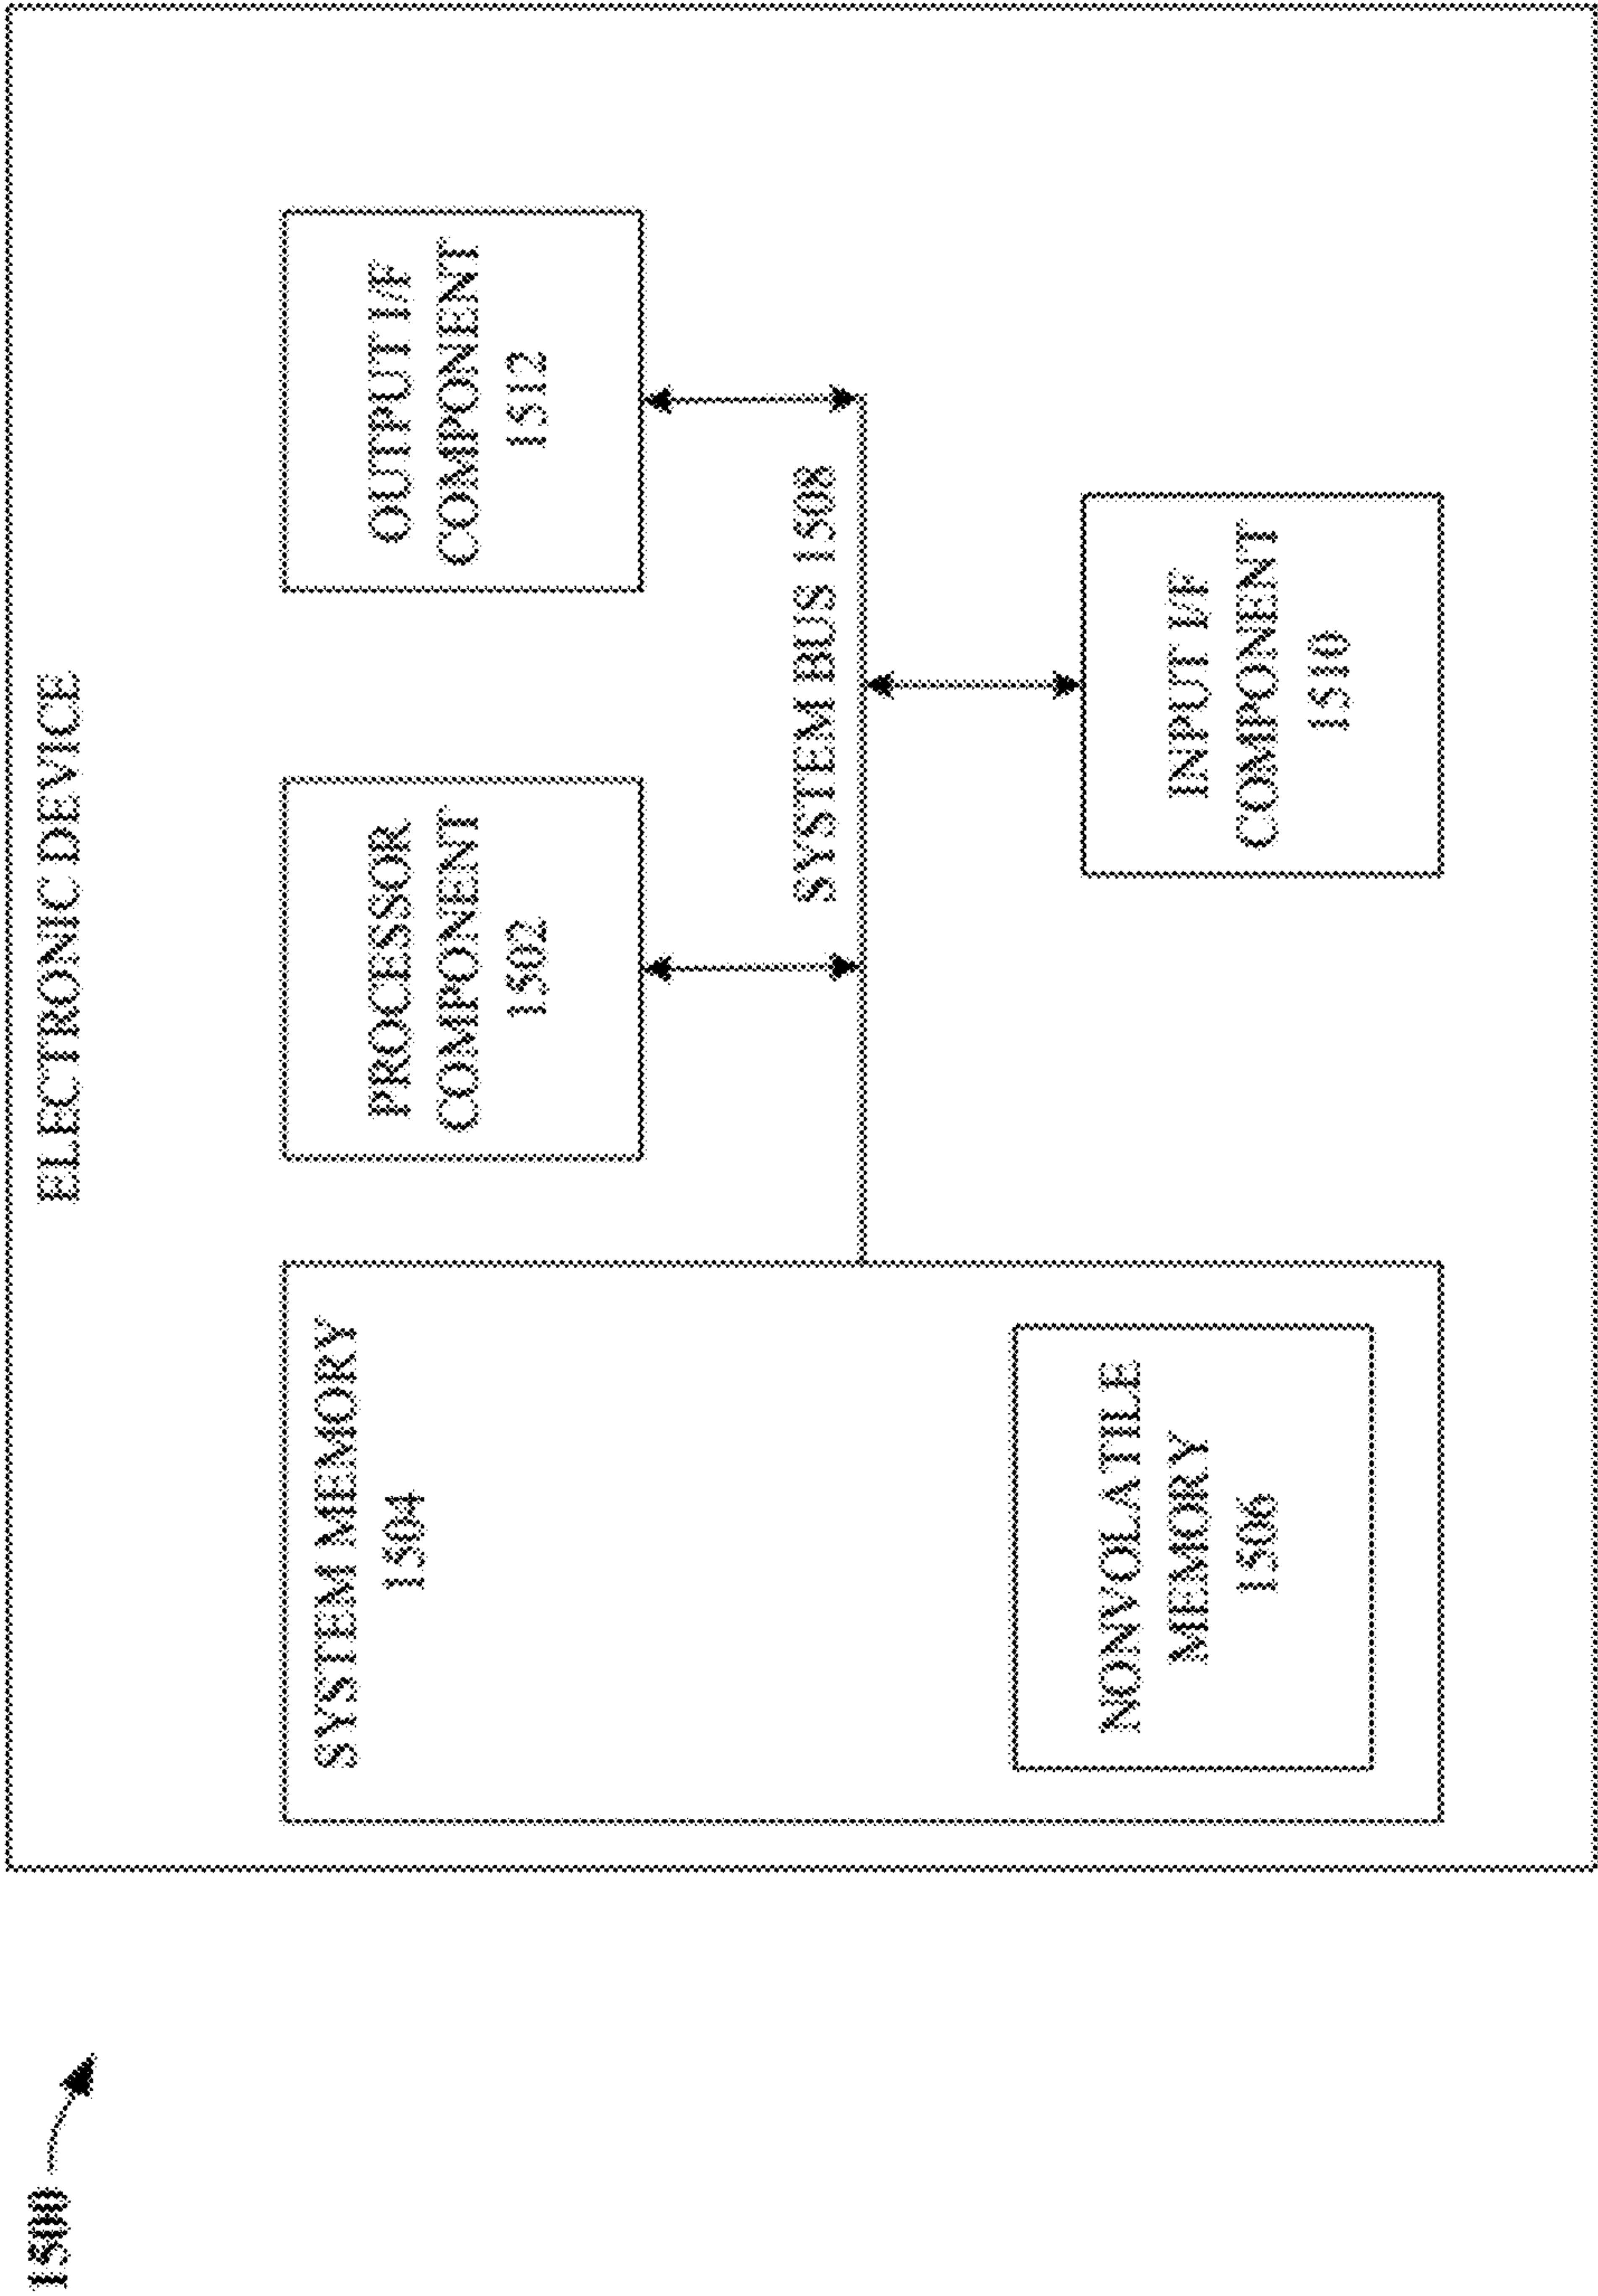 1500
ELECTRONIC DEVICE
SYSTEM MEMORY
1504
NONVOLATILE
MEMORY
1506
PROCESSOR
COMPONENT
1502
OUTPUT I/F
COMPONENT
1512
SYSTEM BUS 1508
INPUT I/F
COMPONENT
1510